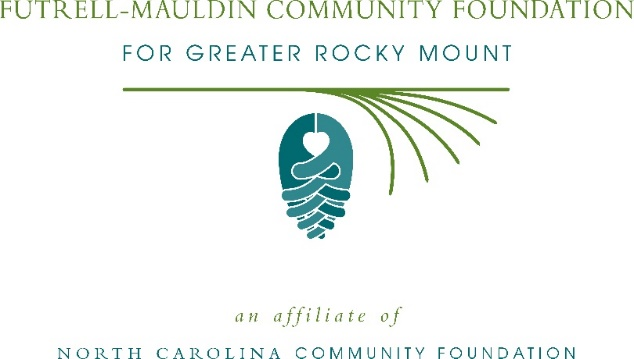 FUTRELL-MAULDIN COMMUNITY FOUNDATION
FOR GREATER ROCKY MOUNT
an affiliate of
NORTH CAROLINA COMMUNITY FOUNDATION